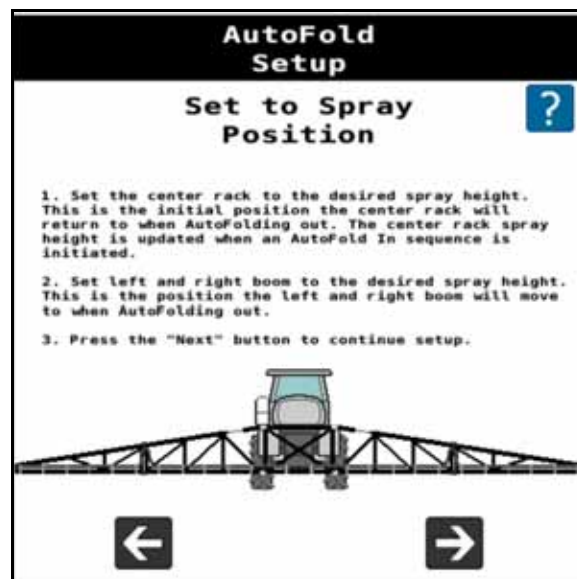 AutoFold
Setup
Set to Spray
Position
?
1. Set the center rack to the desired spray height.
This is the initial position the center rack will
return to when AutoFolding out. The center rack spray
height is updated when an AutoFold In sequence is
initiated.
2. Set left and right boom to the desired spray height.
This is the position the left and right boom will move
to when AutoFolding out.
3. Press the "Next" button to continue setup.